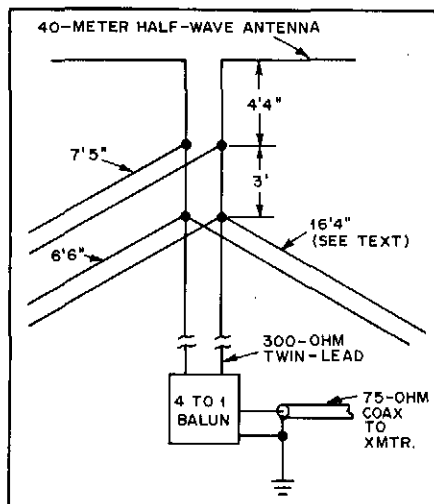 40-METER HALF-WAVE ANTENNA
4'4"
7'5"
3'
6'6"
16'4"
(SEE TEXT)
300-OHM
TWIN-LEAD
4 TO 1
BALUN
75-OHM
COAX
TO
XMTR.